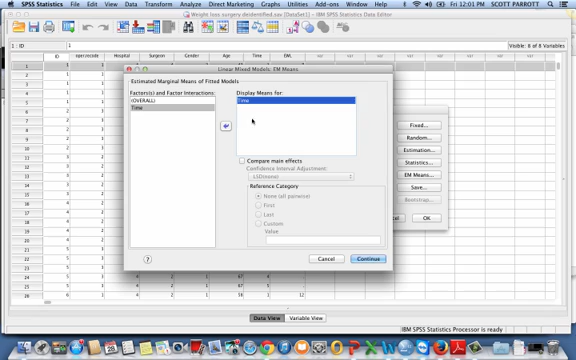 SPSS Statistics File Edit View Data Transform Analyze Direct Marketing Graphs Utilities Add-ons Window Help
Fri 12:01 PM SCOTT PARROTT
Weight loss surgery deidentified.sav [DataSet1] - IBM SPSS Statistics Data Editor
1 : ID 1
Visible: 8 of 8 Variables
ID Hospital Surgeon Gender Age Time EWL
Linear Mixed Models: EM Means
Estimated Marginal Means of Fitted Models
Factor(s) and Factor Interactions:
Display Means for:
(OVERALL)
Time
Time
Compare main effects
Confidence Interval Adjustment:
LSD(none)
Reference Category
None (all pairwise)
First
Last
Custom
Value
? Cancel Continue
Fixed...
Random...
Estimation...
Statistics...
EM Means...
Save...
Bootstrap...
OK
Data View Variable View
IBM SPSS Statistics Processor is ready